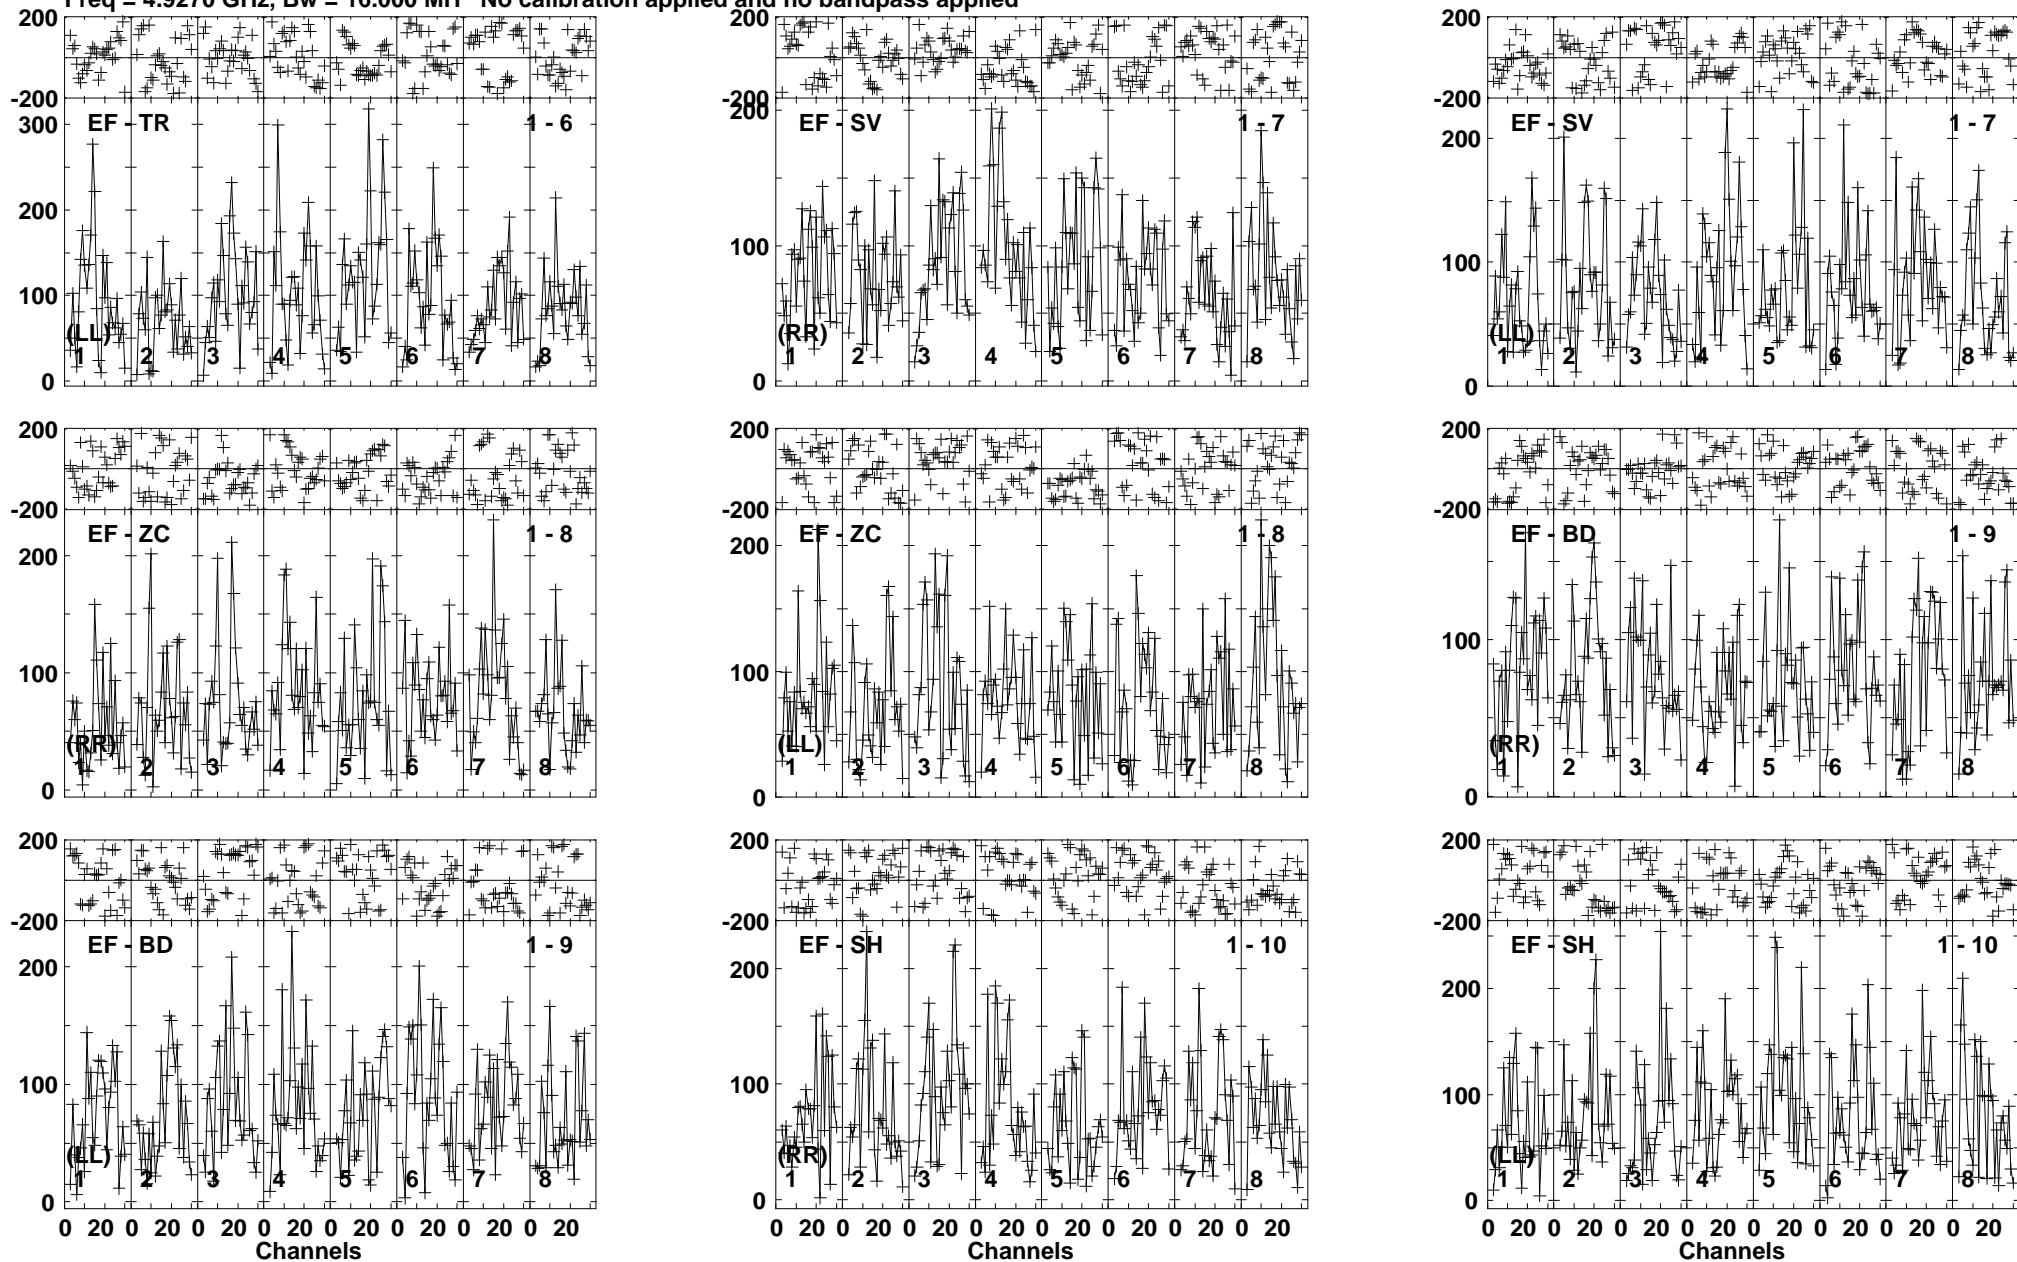 Freq = 4.9270 GHz, Bw = 16.000 MH No calibration applied and no bandpass applied
200 200 200
-200 -200 -200
EF - TR 1 - 6 EF - SV 1 - 7 EF - SV 1 - 7
300 200 200
200 100 100
100 0 0
0
(LL) (RR) (LL)
1 2 3 4 5 6 7 8 1 2 3 4 5 6 7 8 1 2 3 4 5 6 7 8
200 200 200
-200 -200 -200
EF - ZC 1 - 8 EF - ZC 1 - 8 EF - BD 1 - 9
200 200 100
100 100 0
0 0
(RR) (LL) (RR)
1 2 3 4 5 6 7 8 1 2 3 4 5 6 7 8 1 2 3 4 5 6 7 8
200 200 200
-200 -200 -200
EF - BD 1 - 9 EF - SH 1 - 10 EF - SH 1 - 10
200 200 200
100 100 100
0 0 0
(LL) (RR) (LL)
1 2 3 4 5 6 7 8 1 2 3 4 5 6 7 8 1 2 3 4 5 6 7 8
0 20 0 20 0 20 0 20 0 20 0 20 0 20 0 20 0 20 0 20 0 20 0 20 0 20 0 20 0 20 0 20 0 20 0 20 0 20 0 20 0 20 0 20 0 20 0 20
Channels Channels Channels